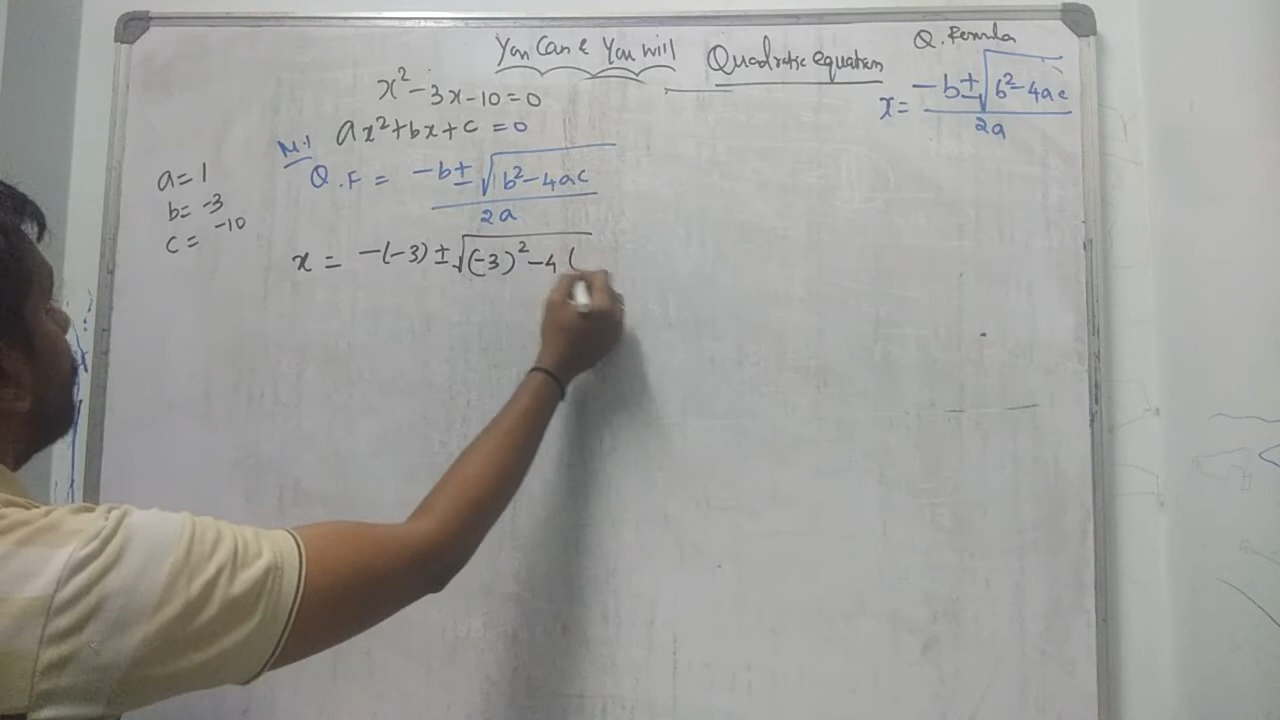 You Can & You will
Quadratic equation
Q. Formula
x = -b ± √b² - 4ac / 2a
x² - 3x - 10 = 0
ax² + bx + c = 0
M.1
Q.F = -b ± √b² - 4ac / 2a
a = 1
b = -3
c = -10
x = -(-3) ± √(-3)² - 4 (